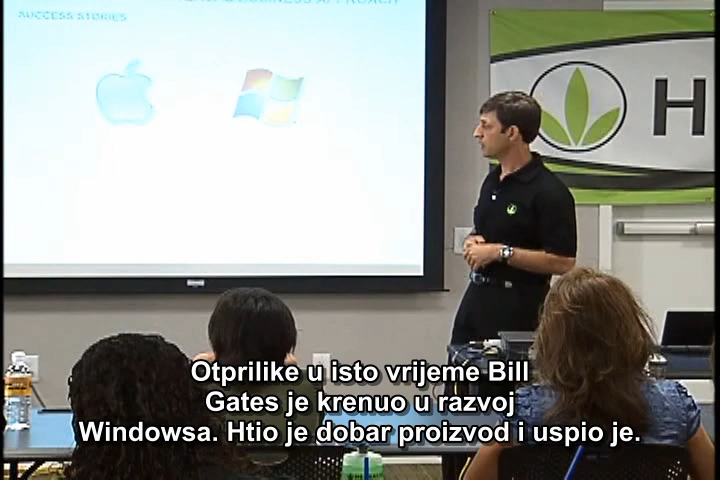 SUCCESS STORIES
H
Otprilike u isto vrijeme Bill
Gates je krenuo u razvoj
Windowsa. Htio je dobar proizvod i uspio je.